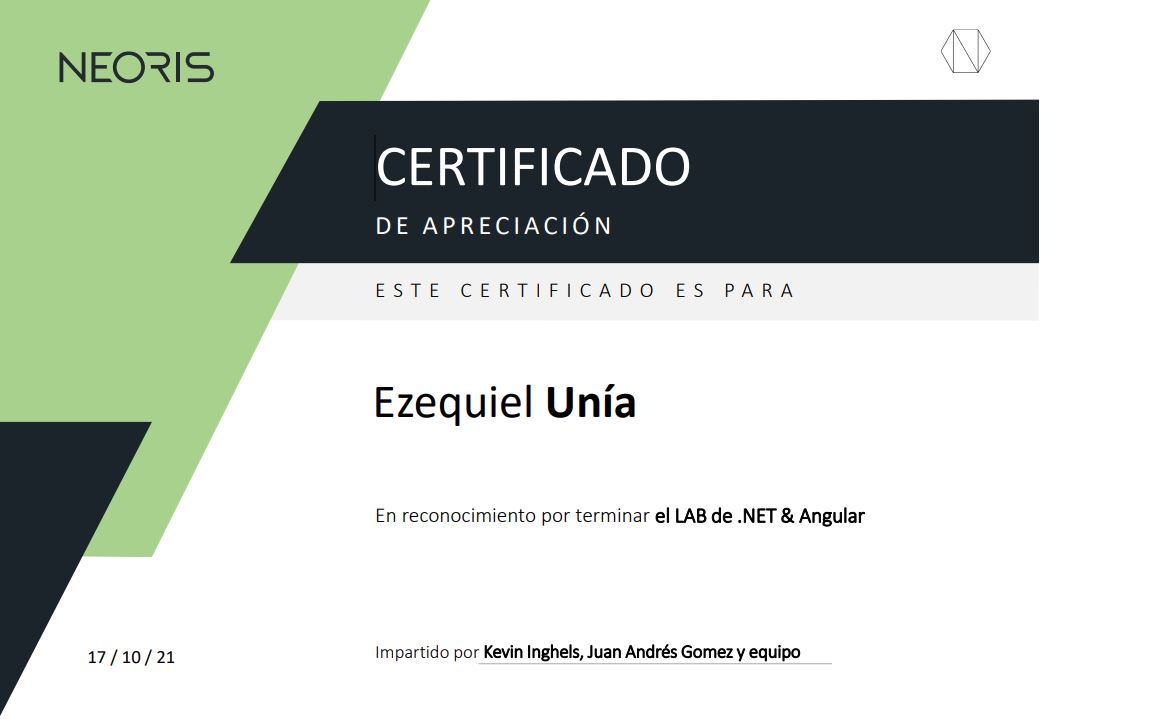 NEORIS
CERTIFICADO
DE APRECIACIÓN
ESTE CERTIFICADO ES PARA
Ezequiel Unía
En reconocimiento por terminar el LAB de .NET & Angular
Impartido por Kevin Inghels, Juan Andrés Gomez y equipo
17 / 10 / 21